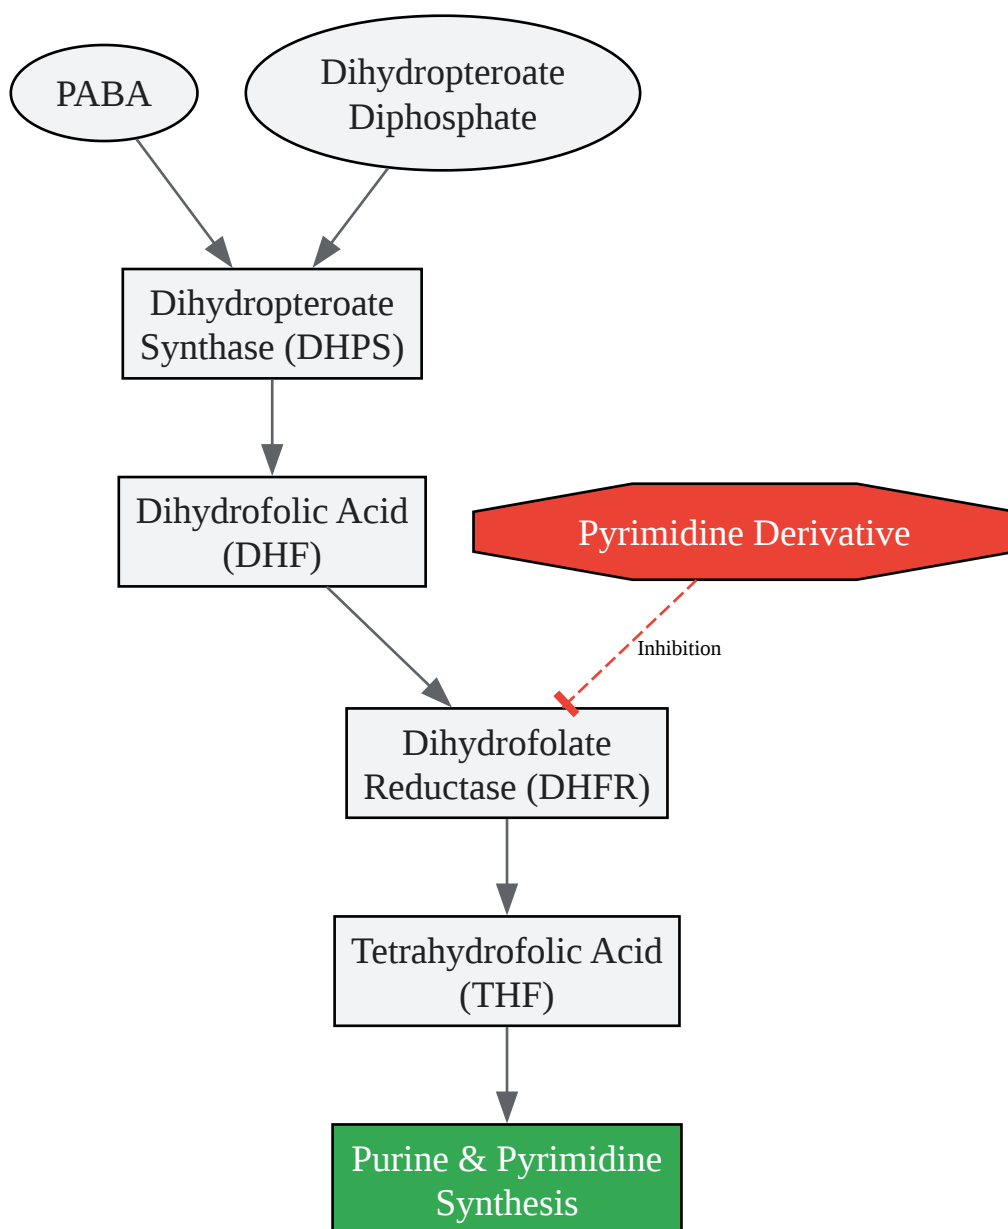 PABA
Dihydropteroate
Diphosphate
Dihydropteroate
Synthase (DHPS)
Dihydrofolic Acid
(DHF)
Pyrimidine Derivative
Inhibition
Dihydrofolate
Reductase (DHFR)
Tetrahydrofolic Acid
(THF)
Purine & Pyrimidine
Synthesis